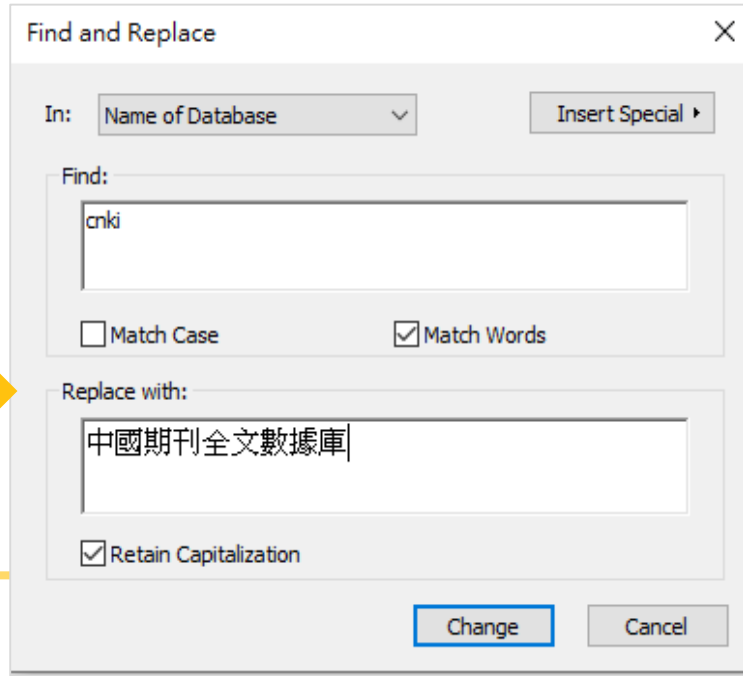 Find and Replace
In: Name of Database Insert Special
Find:
cnki
Match Case Match Words
Replace with:
中國期刊全文數據庫
Retain Capitalization
Change Cancel